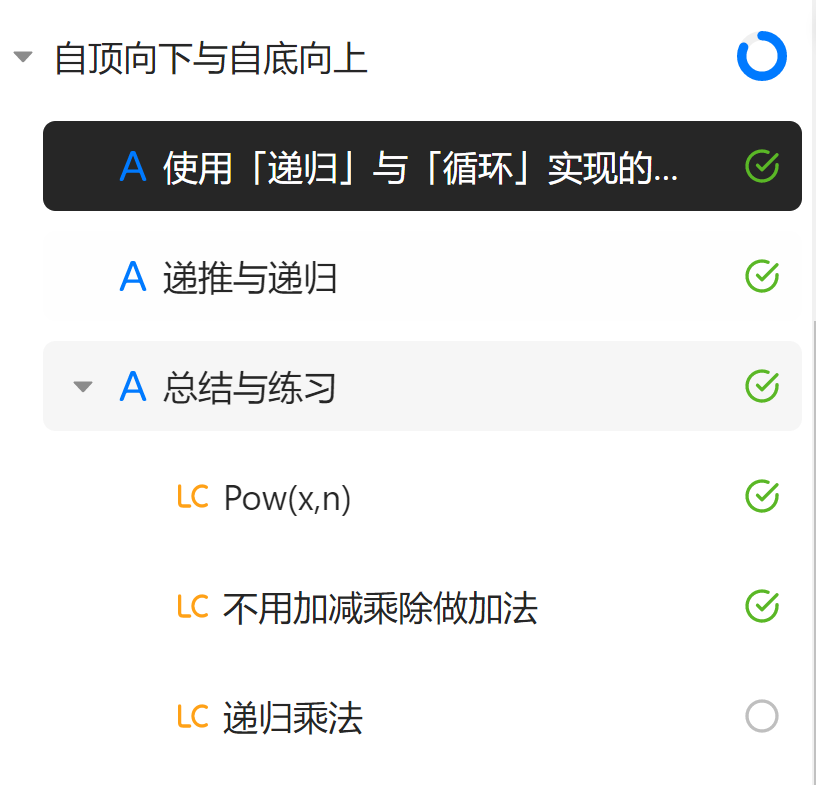 自顶向下与自底向上
A 使用「递归」与「循环」实现的...
A 递推与递归
A 总结与练习
LC Pow(x,n)
LC 不用加减乘除做加法
LC 递归乘法